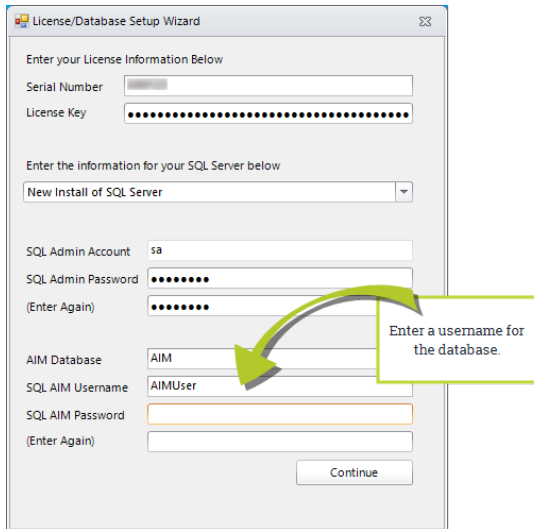 License/Database Setup Wizard
Enter your License Information Below
Serial Number
License Key ••••••••••••••••••••••••••••••••••••••
Enter the information for your SQL Server below
New Install of SQL Server
SQL Admin Account sa
SQL Admin Password ••••••••
(Enter Again) ••••••••
Enter a username for
the database.
AIM Database AIM
SQL AIM Username AIMUser
SQL AIM Password
(Enter Again)
Continue